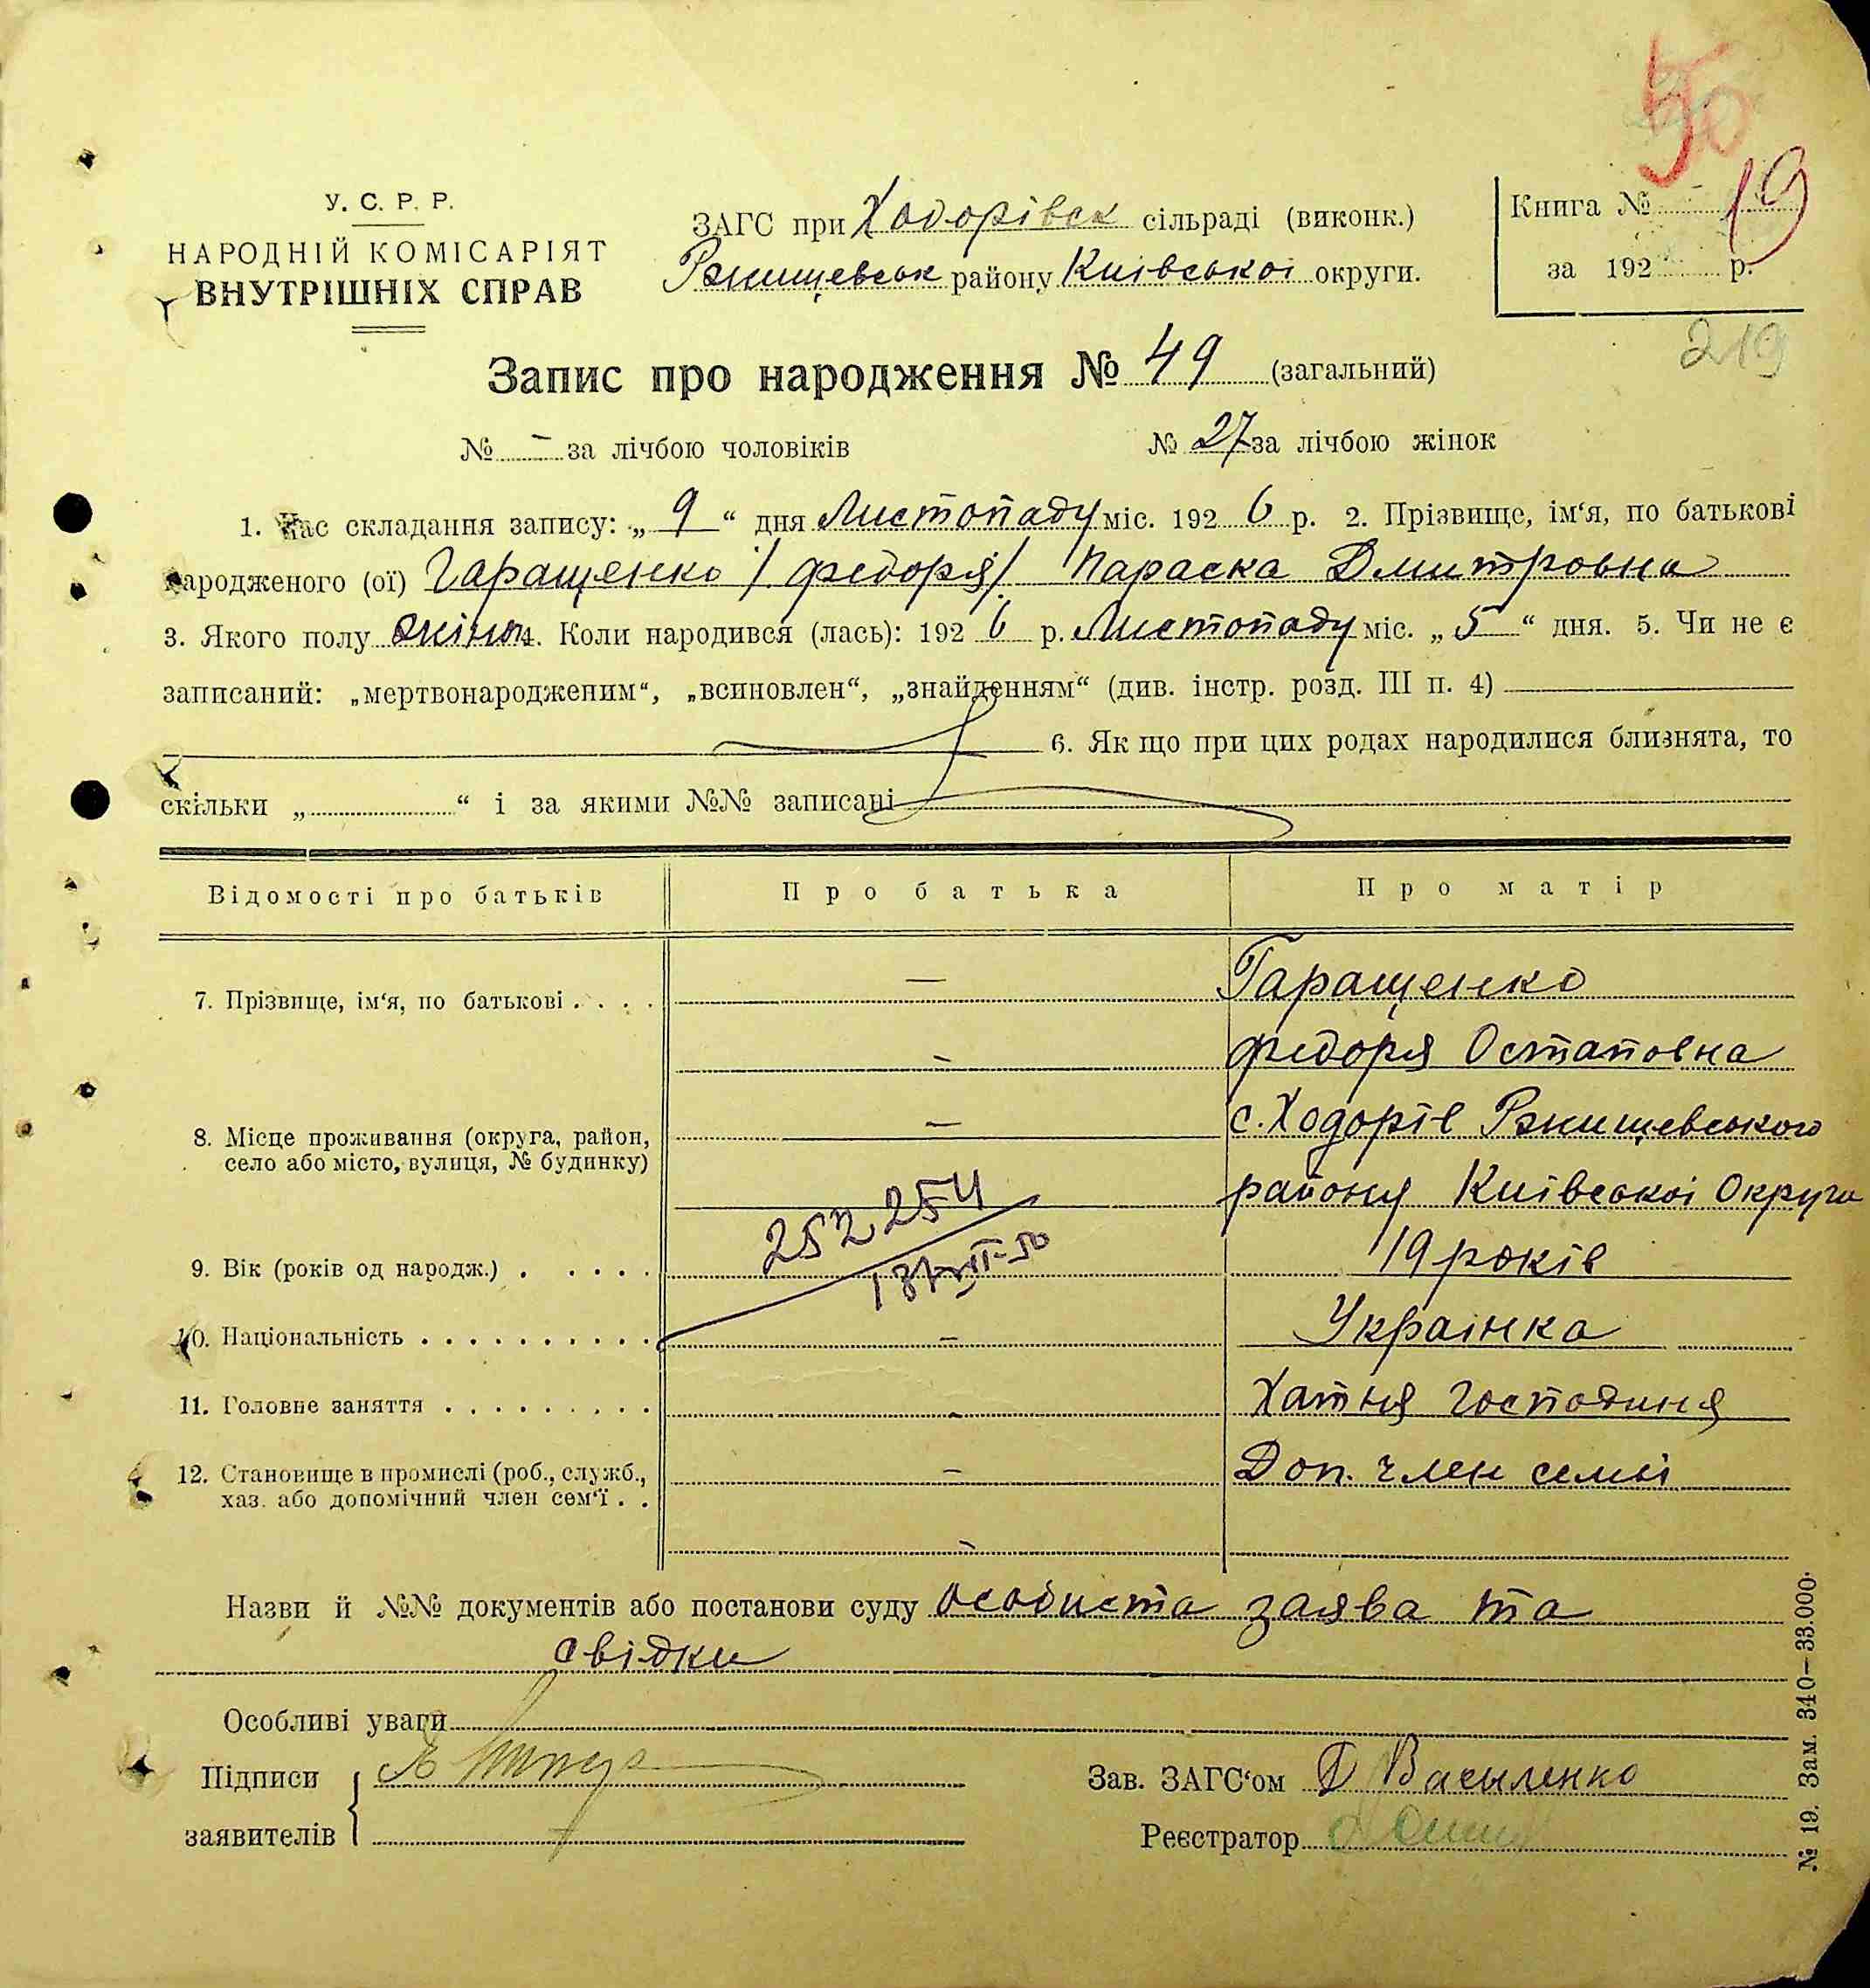 50
У. С. Р. Р.
НАРОДНІЙ КОМІСАРІЯТ
ВНУТРІШНІХ СПРАВ
ЗАГС при Ходорівск сільраді (виконк.)
Ржищевськ району Київської округи.
Книга № 19
за 192 р.
219
Запис про народження № 49 (загальний)
№ – за лічбою чоловіків № 27 за лічбою жінок
1. Час складання запису: „ 9 “ дня Листопаду міс. 192 6 р. 2. Прізвище, ім‘я, по батькові
народженого (ої) Гаращенко / Федоря / Параска Дмитровна
3. Якого полу жіноч. Коли народився (лась): 192 6 р. Листопаду міс. „ 5 “ дня. 5. Чи не є
записаний: „мертвонародженим“, „всиновлен“, „знайденням“ (див. інстр. розд. III п. 4)
6. Як що при цих родах народилися близнята, то
скільки „ “ і за якими №№ записані
Відомості про батьків Про батька Про матір
7. Прізвище, ім‘я, по батькові . . . . – Гаращенко
– Федоря Остаповна
8. Місце проживання (округа, район, – с. Ходорів Ржищевського
село або місто, вулиця, № будинку)
району Київської Округи
252254
9. Вік (років од народж.) . . . . . 19 років
10. Національність . . . . . . . . . . – Українка
11. Головне заняття . . . . . . . . . - Хатня господиня
12. Становище в промислі (роб., служб., – Доп. член семьі
хаз. або допомічний член сем‘ї . .
–
Назви й №№ документів або постанови суду особиста заява та
свідки
Особливі уваги
Підписи заявителів
Зав. ЗАГС‘ом Д Василенко
Реєстратор
№ 19. Зам. 340–33.000.